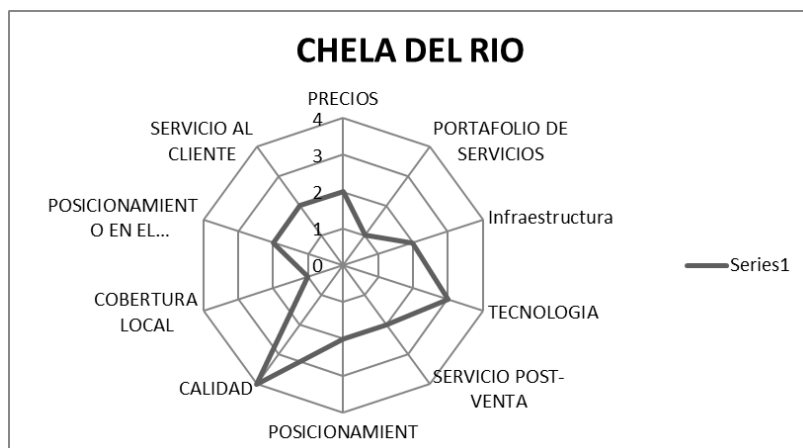 CHELA DEL RIO
PRECIOS
4
3
2
1
0
PORTAFOLIO DE
SERVICIOS
Infraestructura
TECNOLOGIA
SERVICIO POST-
VENTA
POSICIONAMIENT
CALIDAD
COBERTURA
LOCAL
POSICIONAMIENT
O EN EL...
SERVICIO AL
CLIENTE
Series1